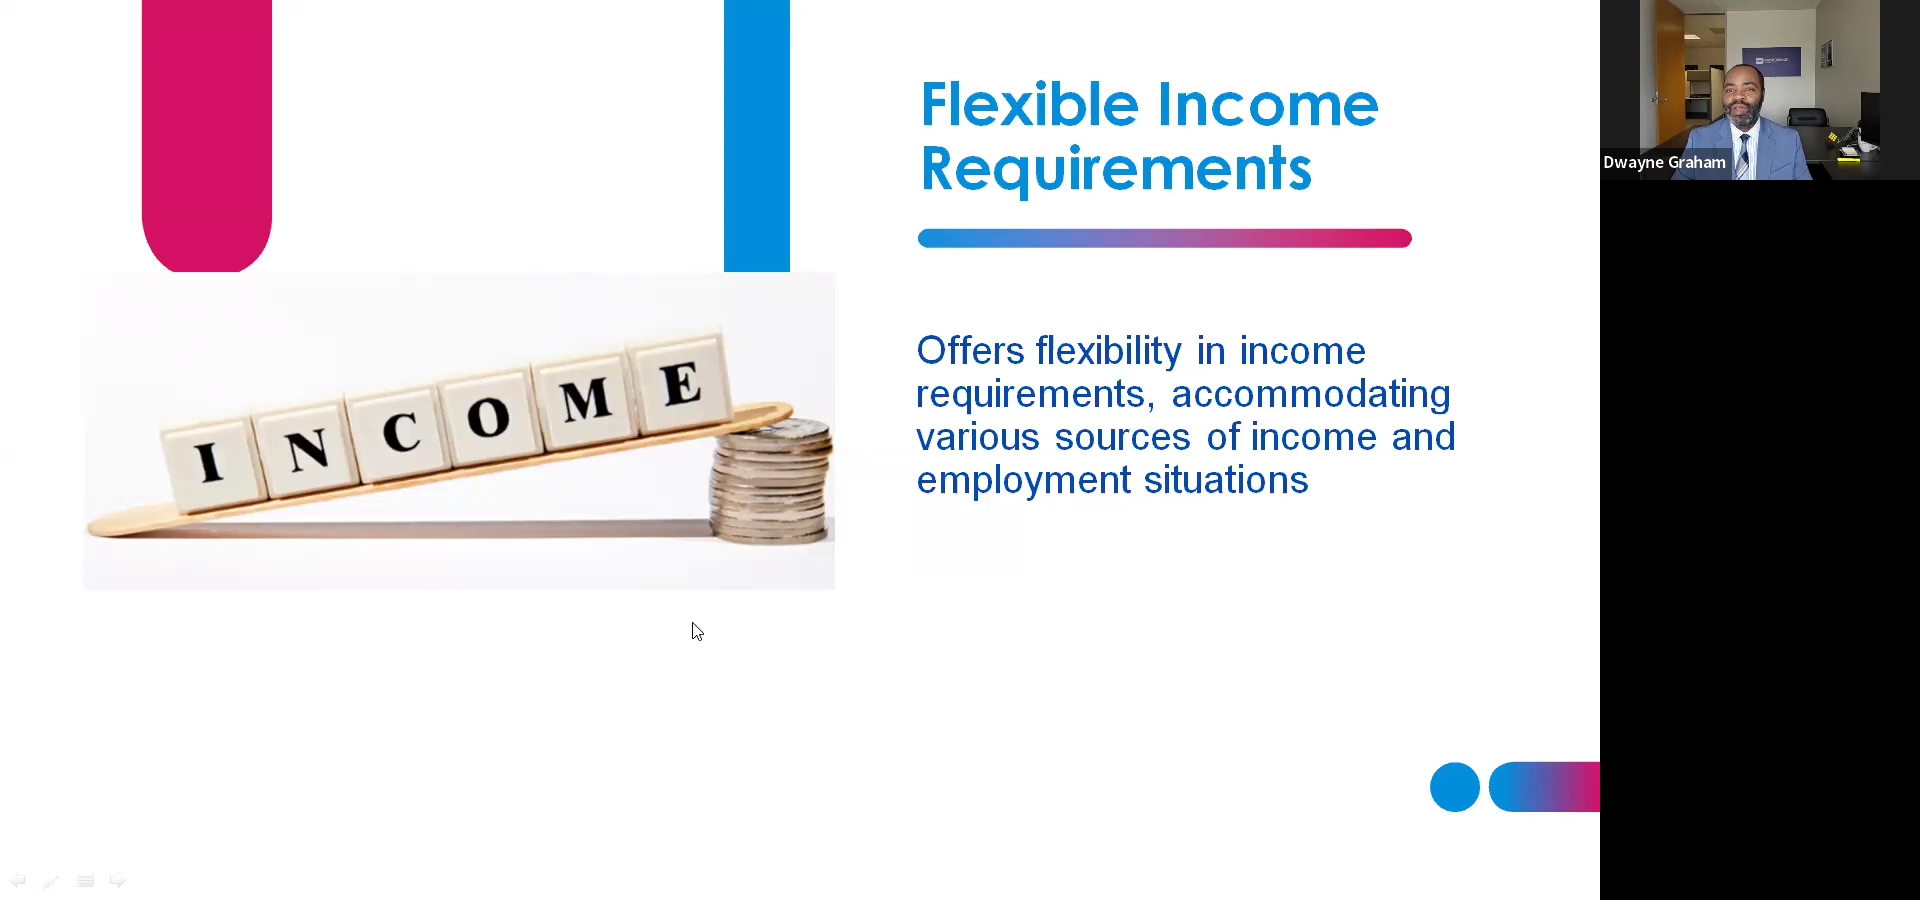 Flexible Income
Requirements
Offers flexibility in income
requirements, accommodating
various sources of income and
employment situations
INCOME
Dwayne Graham